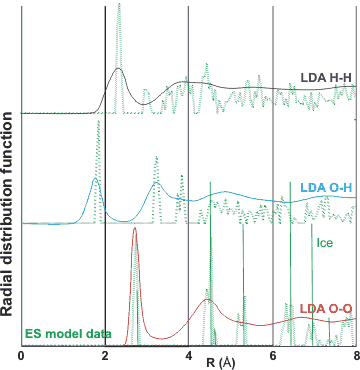 Radial distribution function
LDA H-H
LDA O-H
Ice
LDA O-O
ES model data
0 2 4 6 8
R (Å)